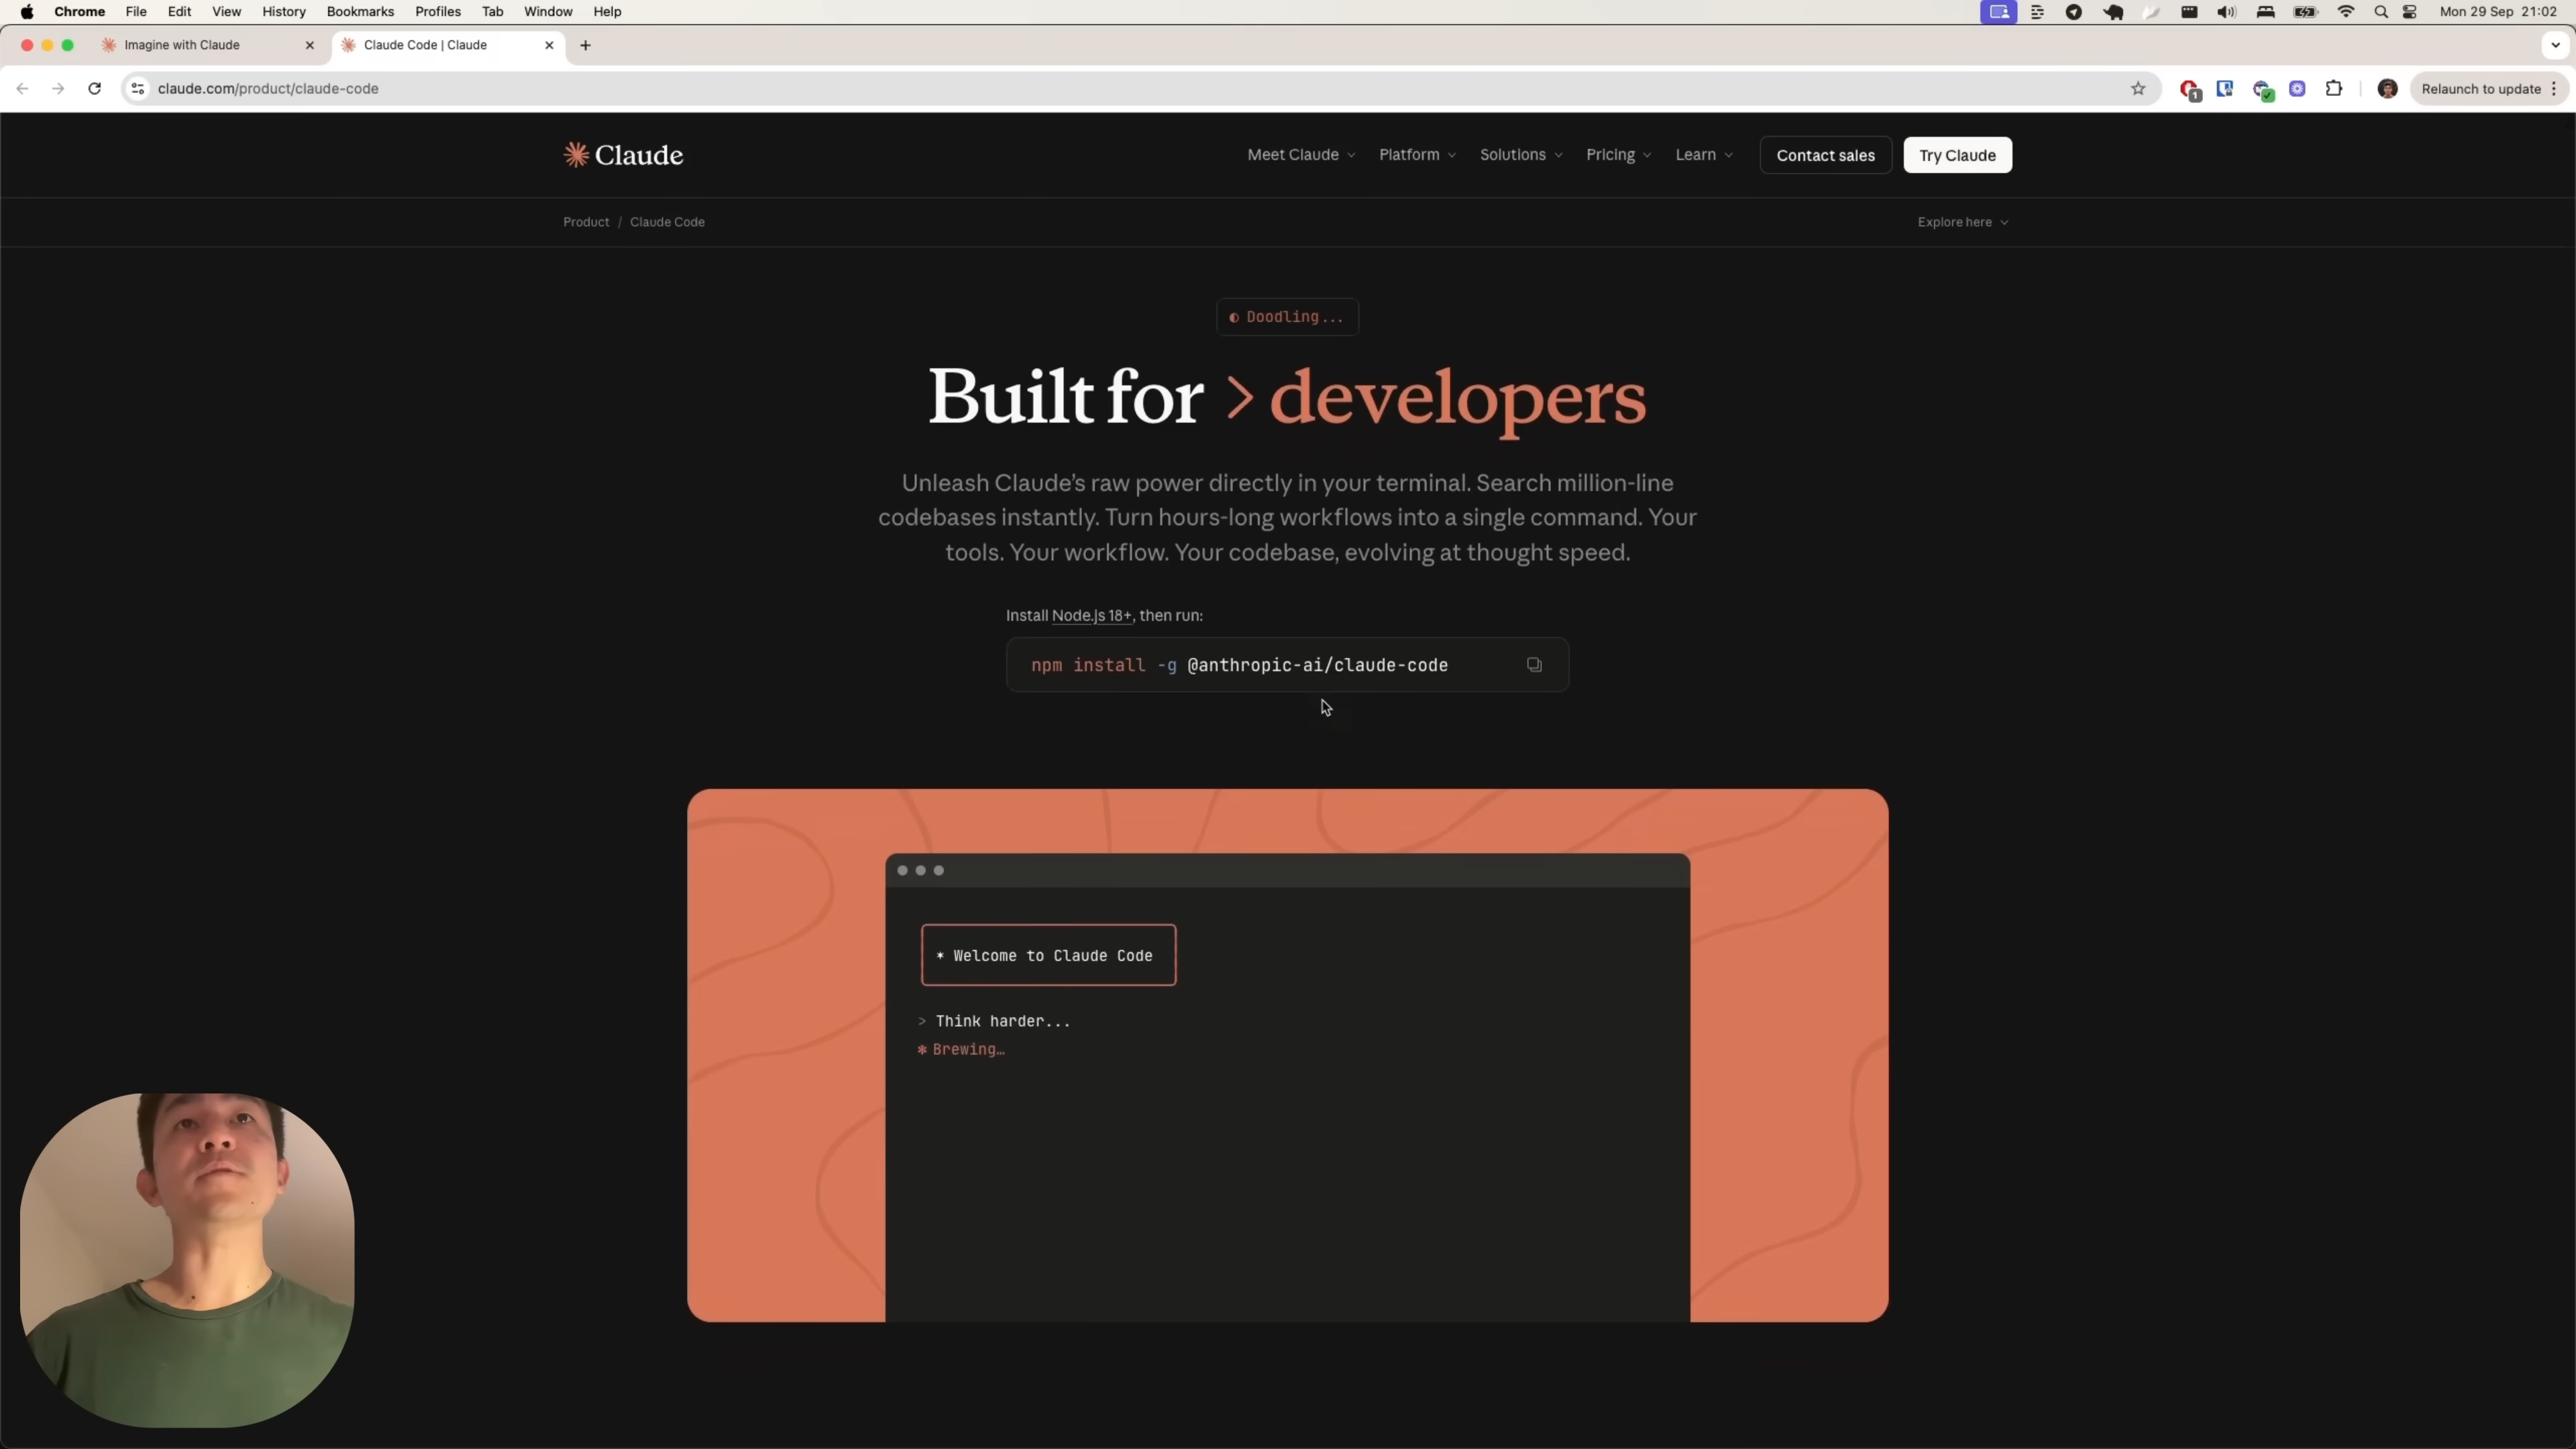 Chrome File Edit View History Bookmarks Profiles Tab Window Help Mon 29 Sep 21:02
Imagine with Claude
Claude Code | Claude
claude.com/product/claude-code
1
Relaunch to update
Claude
Meet Claude Platform Solutions Pricing Learn Contact sales Try Claude
Product / Claude Code
Explore here
Doodling...
Built for > developers
Unleash Claude's raw power directly in your terminal. Search million-line
codebases instantly. Turn hours-long workflows into a single command. Your
tools. Your workflow. Your codebase, evolving at thought speed.
Install Node.js 18+, then run:
npm install -g @anthropic-ai/claude-code
* Welcome to Claude Code
> Think harder...
✻ Brewing…